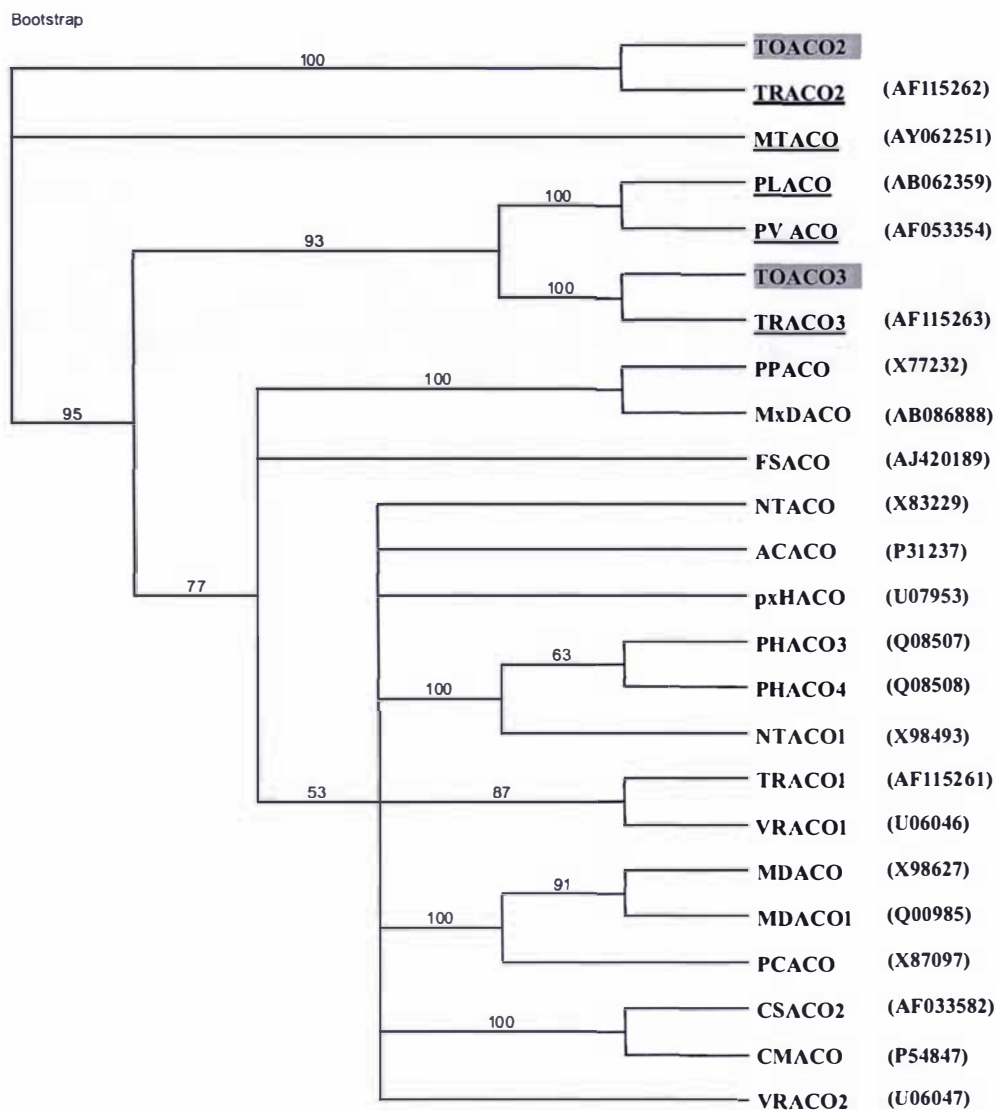 Bootstrap
100
TOACO2
TRACO2 (AF115262)
MTACO (AY062251)
PLACO (AB062359)
100
PV ACO (AF053354)
93
TOACO3
100
TRACO3 (AF115263)
PPACO (X77232)
100
MxDACO (AB086888)
95
FSACO (AJ420189)
NTACO (X83229)
ACACO (P31237)
77
pxHACO (U07953)
PHACO3 (Q08507)
63
PHACO4 (Q08508)
100
NTACO1 (X98493)
TRACO1 (AF115261)
53 87
VRACO1 (U06046)
MDACO (X98627)
91
MDACO1 (Q00985)
100
PCACO (X87097)
CSACO2 (AF033582)
100
CMACO (P54847)
VRACO2 (U06047)